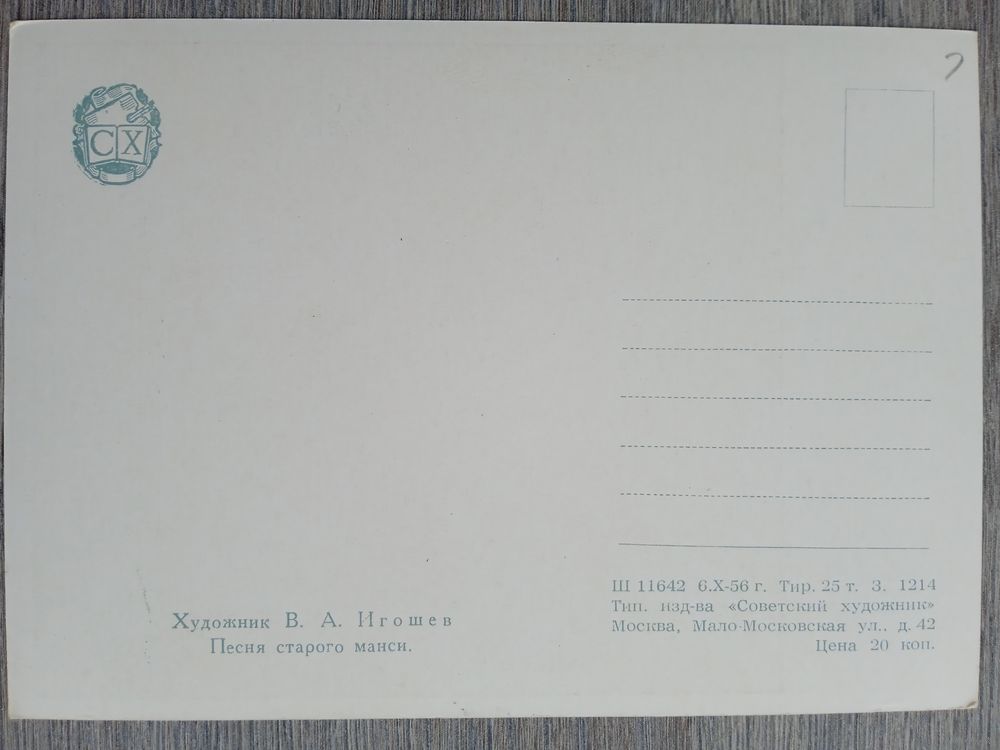 СХ
Художник В. А. Игошев
Песня старого манси.
Ш 11642 6.X-56 г. Тир. 25 т. З. 1214
Тип. изд-ва «Советский художник»
Москва, Мало-Московская ул., д. 42
Цена 20 коп.